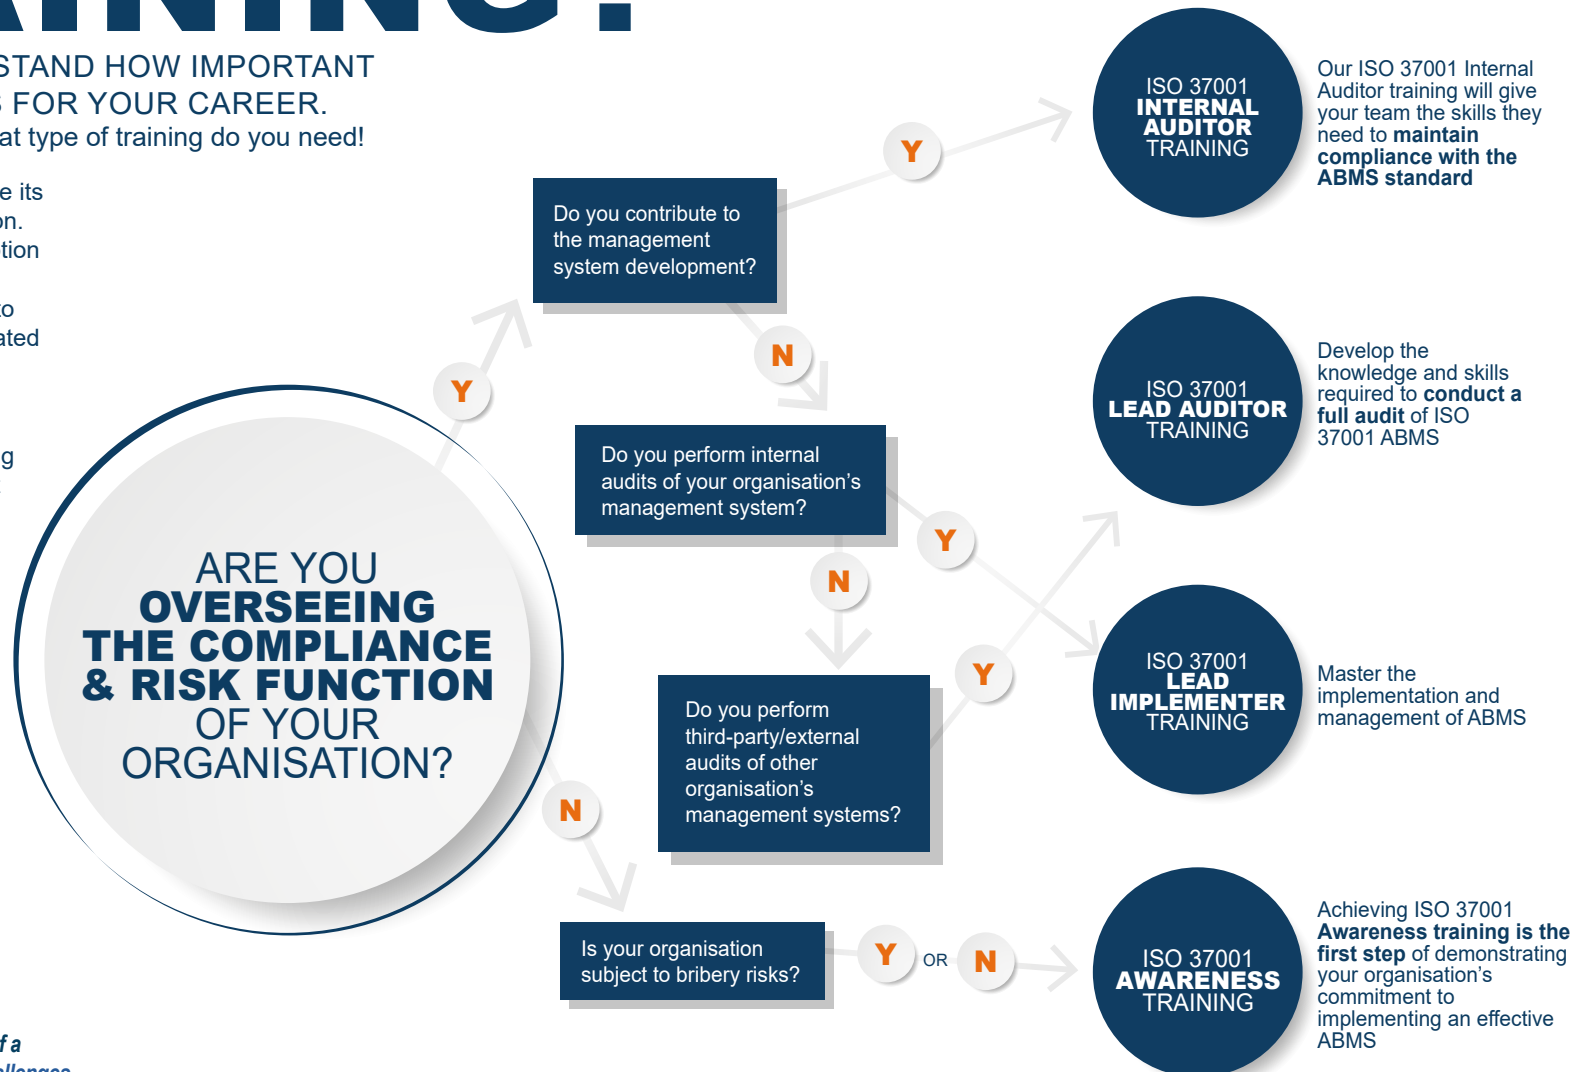 STAND HOW IMPORTANT
FOR YOUR CAREER.
at type of training do you need!
e its
on.
tion
to
ated
g
ARE YOU
OVERSEEING
THE COMPLIANCE
& RISK FUNCTION
OF YOUR
ORGANISATION?
Y
N
Do you contribute to
the management
system development?
Y
N
Do you perform internal
audits of your organisation's
management system?
Y
N
Do you perform
third-party/external
audits of other
organisation's
management systems?
Y
Is your organisation
subject to bribery risks?
Y OR N
ISO 37001
INTERNAL
AUDITOR
TRAINING
Our ISO 37001 Internal
Auditor training will give
your team the skills they
need to maintain
compliance with the
ABMS standard
ISO 37001
LEAD AUDITOR
TRAINING
Develop the
knowledge and skills
required to conduct a
full audit of ISO
37001 ABMS
ISO 37001
LEAD
IMPLEMENTER
TRAINING
Master the
implementation and
management of ABMS
ISO 37001
AWARENESS
TRAINING
Achieving ISO 37001
Awareness training is the
first step of demonstrating
your organisation's
commitment to
implementing an effective
ABMS
f a